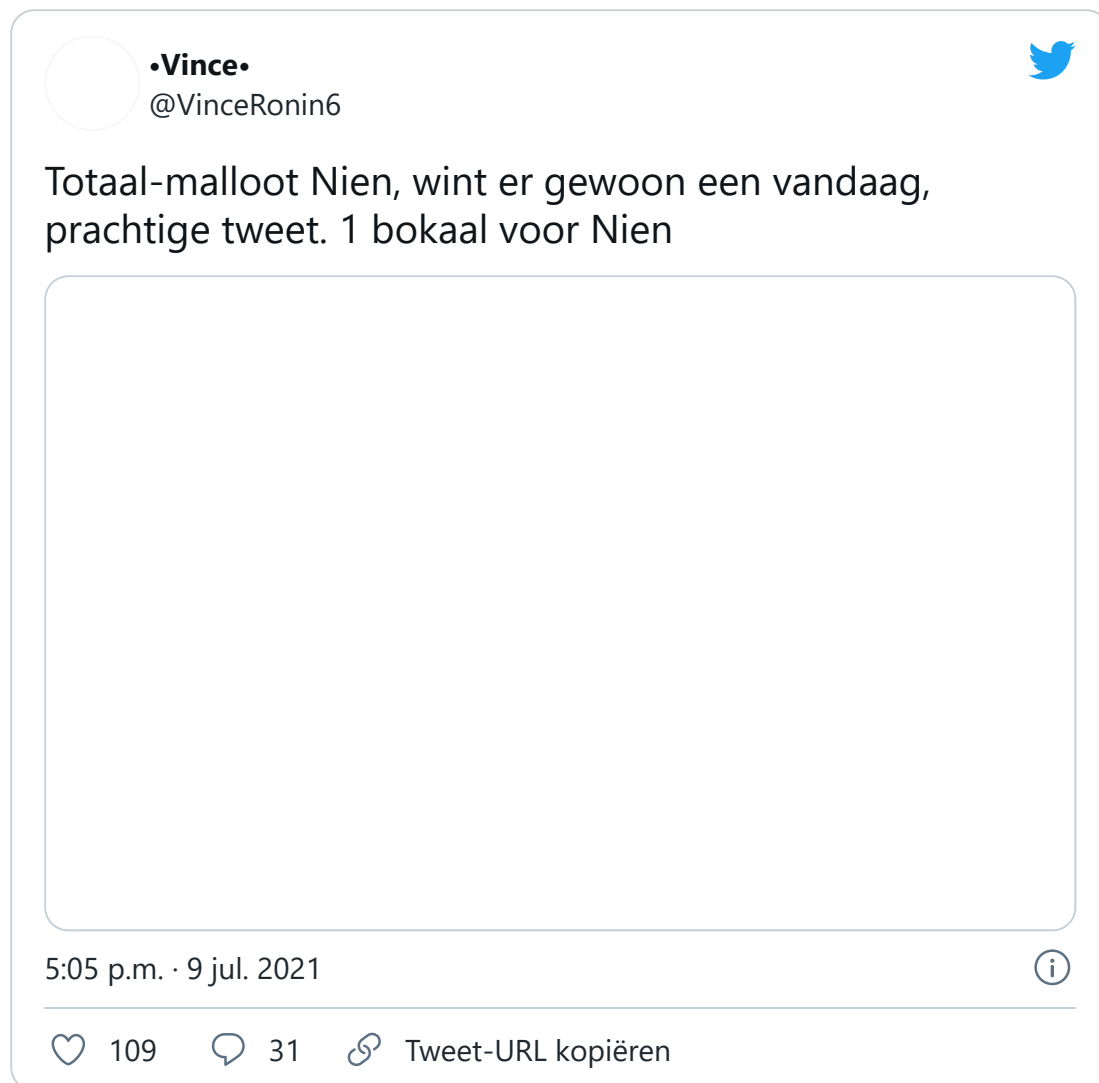 •Vince•
@VinceRonin6
Totaal-malloot Nien, wint er gewoon een vandaag,
prachtige tweet. 1 bokaal voor Nien
5:05 p.m. · 9 jul. 2021
109 31 Tweet-URL kopiëren